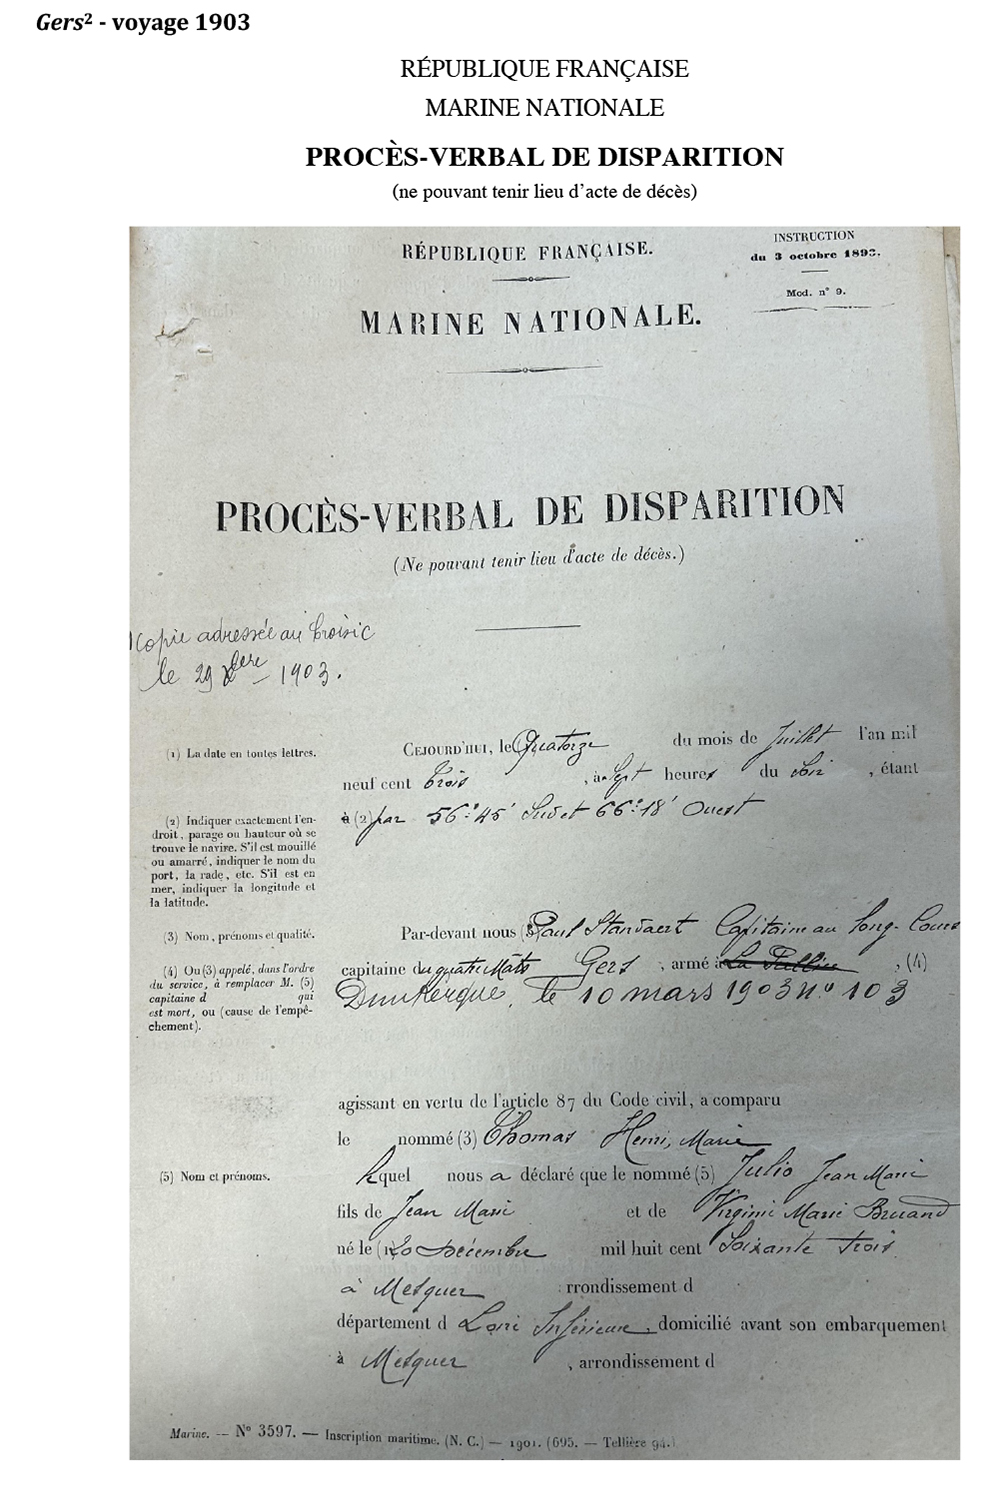 Gers² - voyage 1903
RÉPUBLIQUE FRANÇAISE
MARINE NATIONALE
PROCÈS-VERBAL DE DISPARITION
(ne pouvant tenir lieu d'acte de décès)
RÉPUBLIQUE FRANÇAISE.
INSTRUCTION
du 3 octobre 1893.
Mod. n° 9.
MARINE NATIONALE.
PROCÈS-VERBAL DE DISPARITION
(Ne pouvant tenir lieu d'acte de décès.)
Copie adressée au Croisic
le 29 Xbre 1903.
(1) La date en toutes lettres.
CEJOURD'HUI, le Quatorze du mois de Juillet l'an mil
neuf cent trois, à Sept heures du Soir, étant
à (2) par 56°:45' Sud et 66°:18' Ouest
(2) Indiquer exactement l'en-
droit, parage ou hauteur où se
trouve le navire. S'il est mouillé
ou amarré, indiquer le nom du
port, la rade, etc. S'il est en
mer, indiquer la longitude et
la latitude.
(3) Nom, prénoms et qualité.
Par-devant nous (3) Paul Standaert Capitaine au long-Cours
capitaine du quatre Mâts Gers, armé à La Pallice, (4)
Dunkerque, le 10 mars 1903 n° 103
(4) Ou (3) appelé, dans l'ordre
du service, à remplacer M. (5)
capitaine d qui
est mort, ou (cause de l'empê-
chement).
agissant en vertu de l'article 87 du Code civil, a comparu
le nommé (3) Thomas Henri, Marie
lequel nous a déclaré que le nommé (5) Julio Jean Marie
(5) Nom et prénoms.
fils de Jean Marie et de Virginie Marie Bruand
né le (1) 20 Décembre mil huit cent Soixante trois
à Mesquer rrondissement d
département d Loire Inférieure, domicilié avant son embarquement
à Mesquer, arrondissement d
Marine. — N° 3597. — Inscription maritime. (N. C.) — 1901. (695. — Tellière 94.)